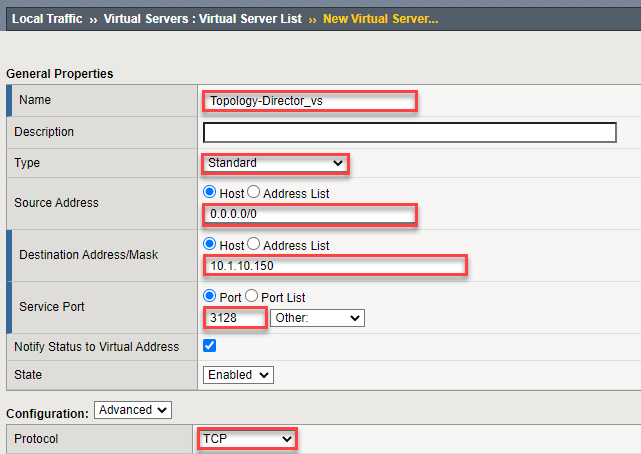 Local Traffic ›› Virtual Servers : Virtual Server List ›› New Virtual Server...
General Properties
Name Topology-Director_vs
Description
Type Standard
Source Address Host Address List
0.0.0.0/0
Destination Address/Mask Host Address List
10.1.10.150
Service Port Port Port List
3128 Other:
Notify Status to Virtual Address
State Enabled
Configuration: Advanced
Protocol TCP